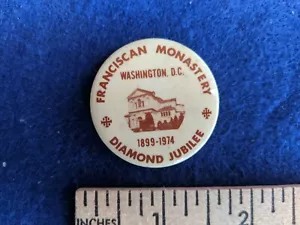 FRANCISCAN MONASTERY
WASHINGTON, D.C.
1899-1974
DIAMOND JUBILEE
INCHES 1 2